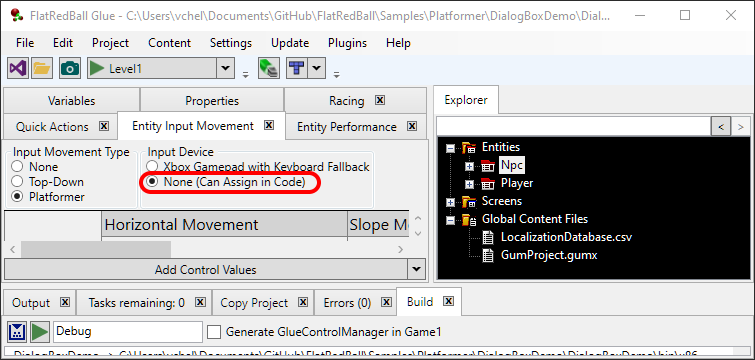 FlatRedBall Glue - C:\Users\vchel\Documents\GitHub\FlatRedBall\Samples\Platformer\DialogBoxDemo\Dial...
File Edit Project Content Settings Update Plugins Help
Level1
Variables Properties Racing
Quick Actions Entity Input Movement Entity Performance
Input Movement Type
None
Top-Down
Platformer
Input Device
Xbox Gamepad with Keyboard Fallback
None (Can Assign in Code)
Horizontal Movement Slope Mo
Add Control Values
Explorer
< >
Entities
Npc
Player
Screens
Global Content Files
LocalizationDatabase.csv
GumProject.gumx
Output Tasks remaining: 0 Copy Project Errors (0) Build
Debug Generate GlueControlManager in Game1
DialogBoxDemo -> C:\Users\vchel\Documents\GitHub\FlatRedBall\Samples\Platformer\DialogBoxDemo\DialogBoxDemo\bin\x86